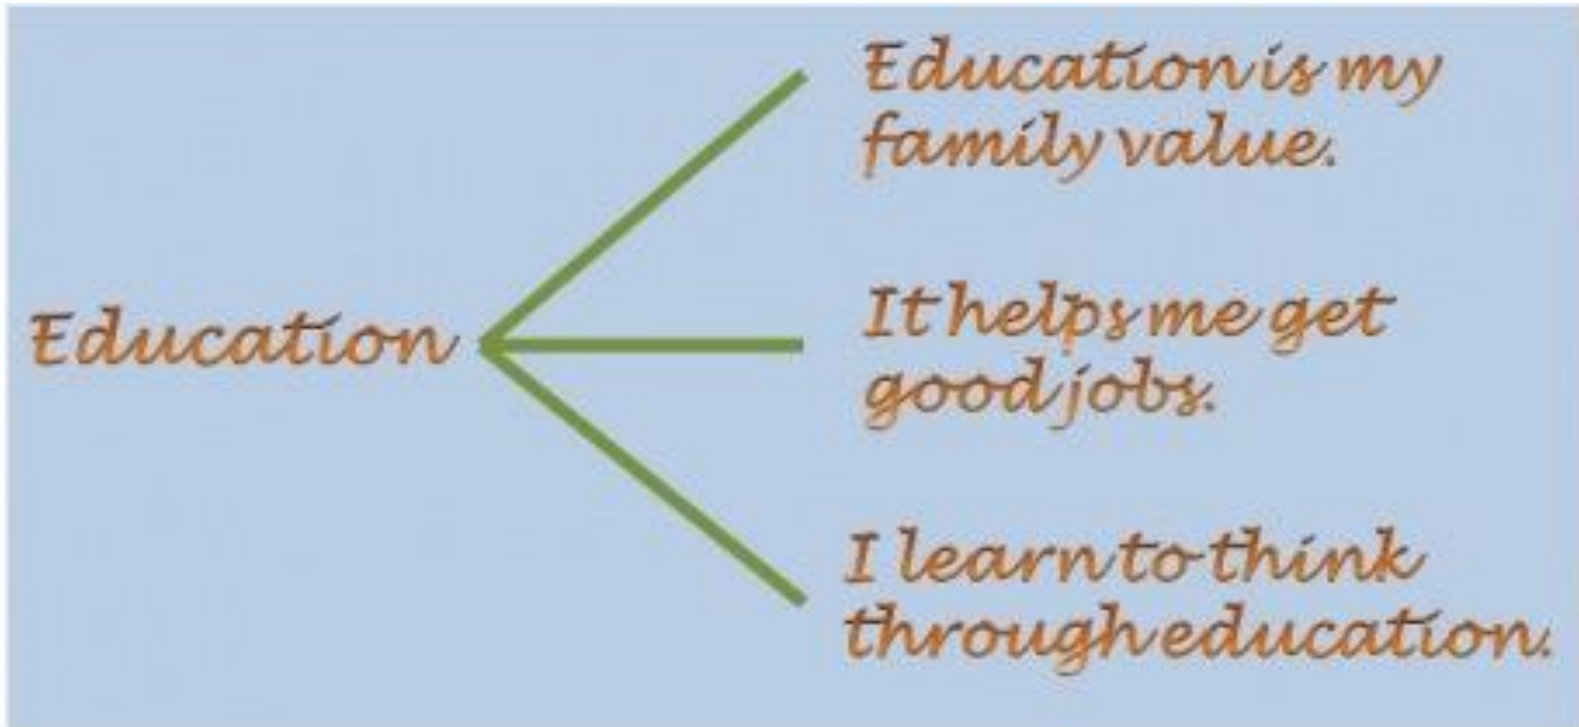 Education is my
family value.
Education
It helps me get
good jobs.
I learn to think
through education.